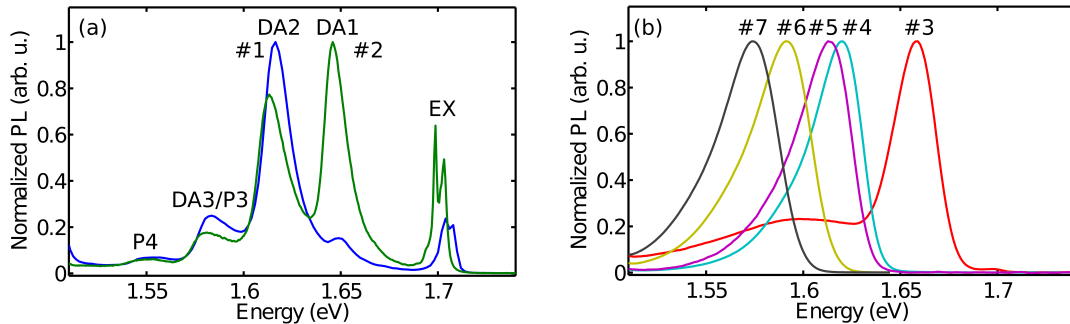 (a)
DA2
DA1
#1
#2
EX
DA3/P3
P4
Normalized PL (arb. u.)
1
0.8
0.6
0.4
0.2
0
1.55
1.6
1.65
1.7
Energy (eV)
(b)
#7
#6
#5
#4
#3
Normalized PL (arb. u.)
1
0.8
0.6
0.4
0.2
0
1.55
1.6
1.65
1.7
Energy (eV)